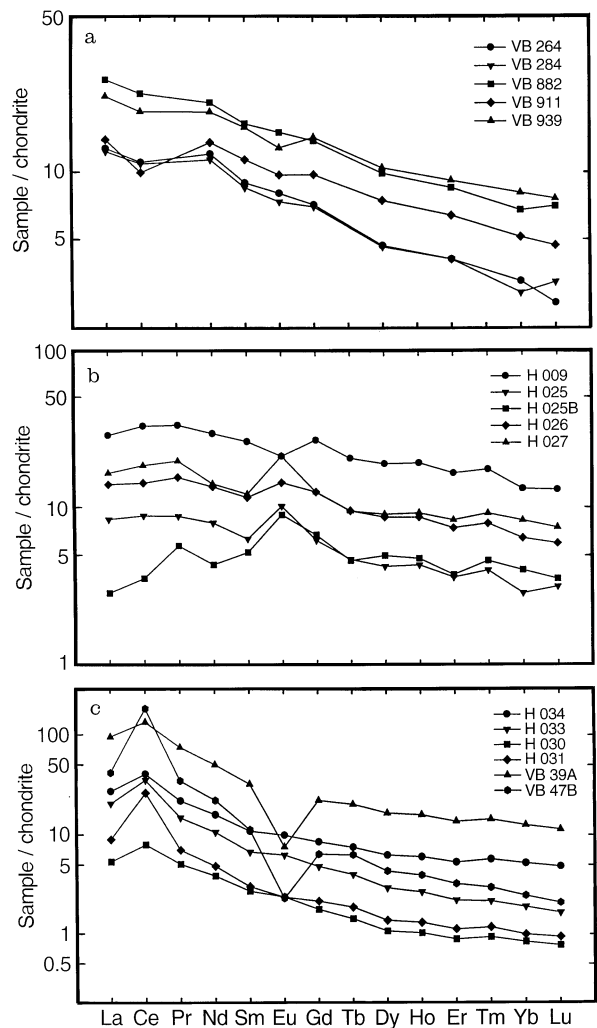 50
a
VB 264
VB 284
VB 882
VB 911
VB 939
10
5
Sample / chondrite
100
b
H 009
H 025
H 025B
H 026
H 027
50
10
5
1
Sample / chondrite
c
H 034
H 033
H 030
H 031
VB 39A
VB 47B
100
50
10
5
1
0.5
Sample / chondrite
La Ce Pr Nd Sm Eu Gd Tb Dy Ho Er Tm Yb Lu